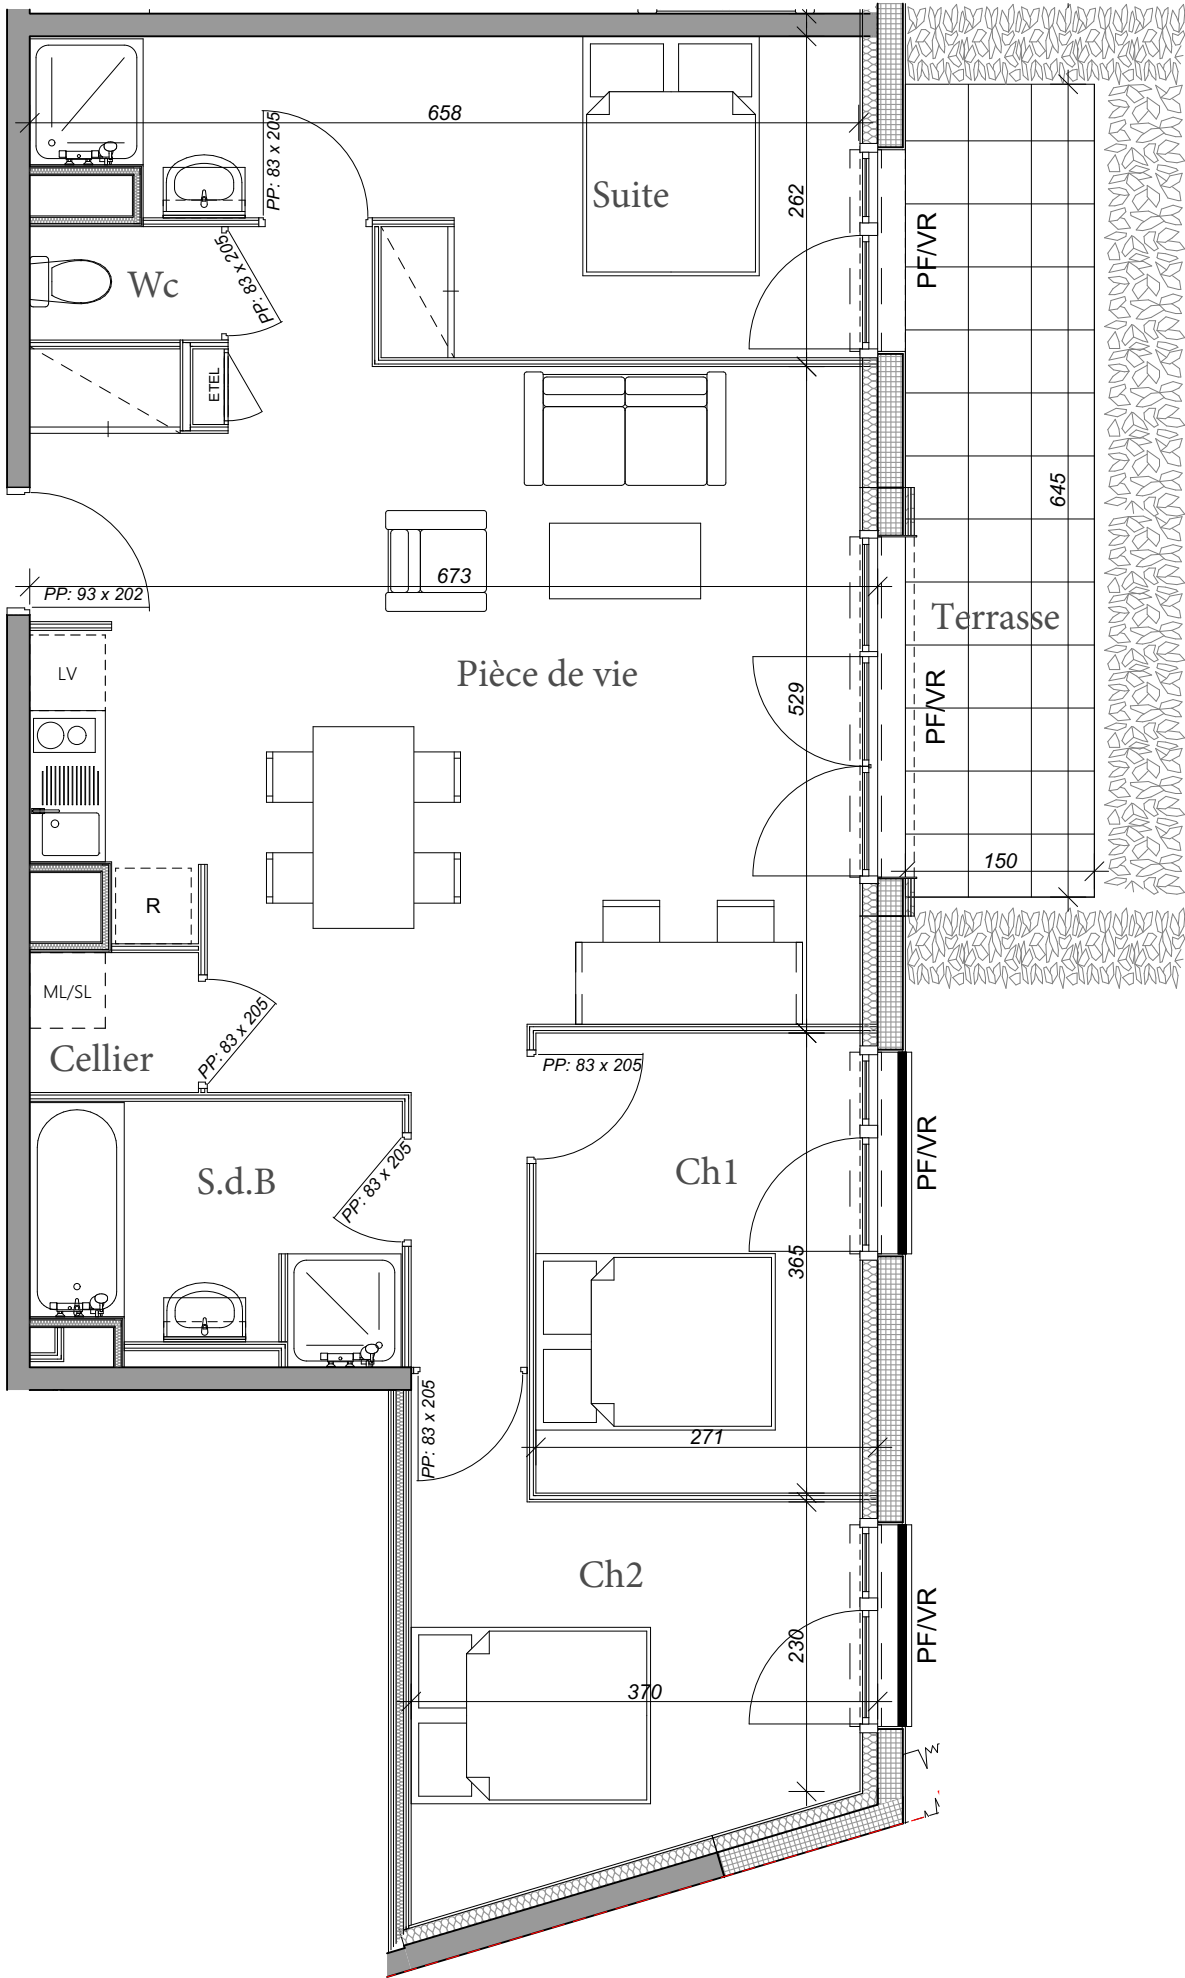 658
PP: 83 x 205
Suite
262
PF/VR
Wc
PP: 83 x 205
ETEL
645
673
PP: 93 x 202
Terrasse
LV
Pièce de vie
529
PF/VR
150
R
ML/SL
Cellier
PP: 83 x 205
PP: 83 x 205
S.d.B
PP: 83 x 205
Ch1
PF/VR
365
PP: 83 x 205
271
Ch2
230
PF/VR
370